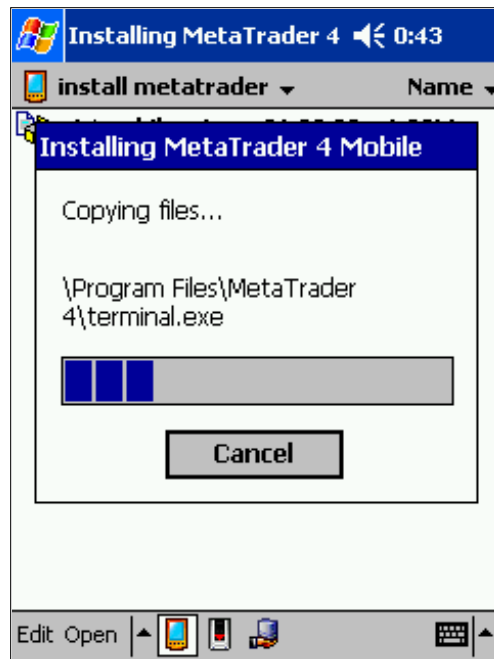 Installing MetaTrader 4 0:43
install metatrader Name
Installing MetaTrader 4 Mobile
Copying files...
\Program Files\MetaTrader
4\terminal.exe
Cancel
Edit Open